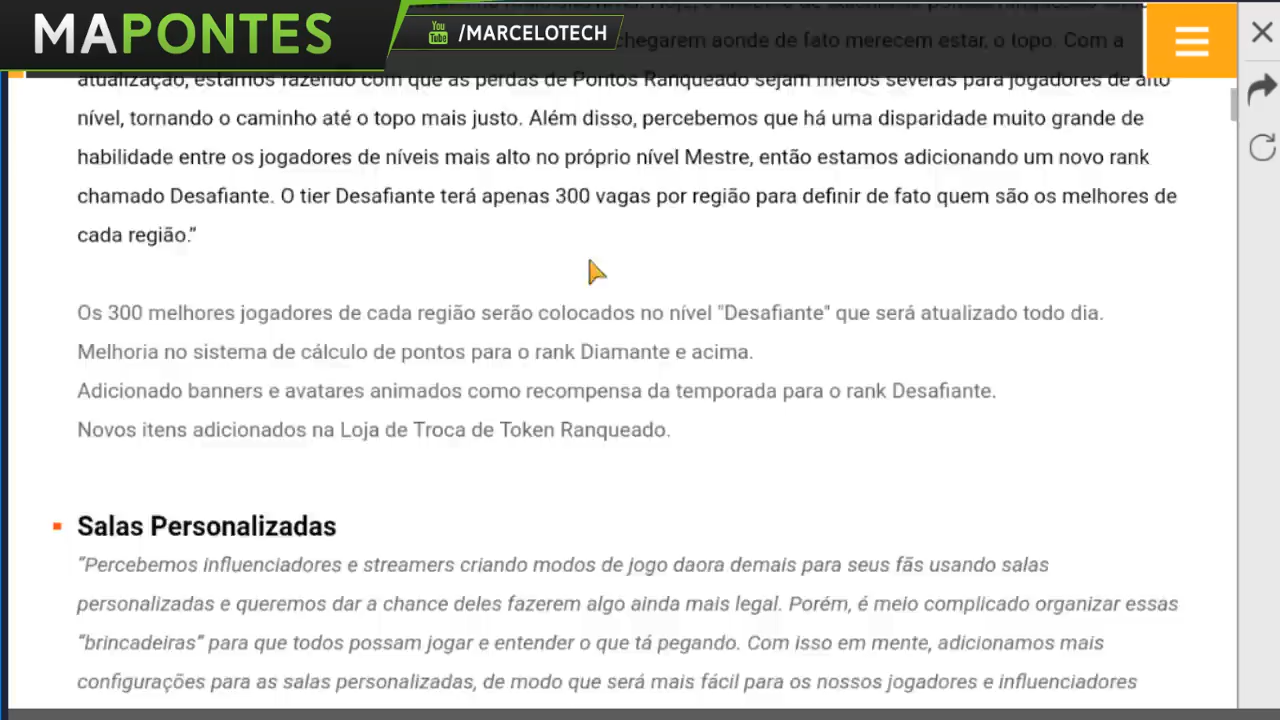 MAPONTES
You Tube /MARCELOTECH
chegarem aonde de fato merecem estar, o topo. Com a
atualização, estamos fazendo com que as perdas de Pontos Ranqueado sejam menos severas para jogadores de alto
nível, tornando o caminho até o topo mais justo. Além disso, percebemos que há uma disparidade muito grande de
habilidade entre os jogadores de níveis mais alto no próprio nível Mestre, então estamos adicionando um novo rank
chamado Desafiante. O tier Desafiante terá apenas 300 vagas por região para definir de fato quem são os melhores de
cada região.”
Os 300 melhores jogadores de cada região serão colocados no nível "Desafiante" que será atualizado todo dia.
Melhoria no sistema de cálculo de pontos para o rank Diamante e acima.
Adicionado banners e avatares animados como recompensa da temporada para o rank Desafiante.
Novos itens adicionados na Loja de Troca de Token Ranqueado.
Salas Personalizadas
“Percebemos influenciadores e streamers criando modos de jogo daora demais para seus fãs usando salas
personalizadas e queremos dar a chance deles fazerem algo ainda mais legal. Porém, é meio complicado organizar essas
“brincadeiras” para que todos possam jogar e entender o que tá pegando. Com isso em mente, adicionamos mais
configurações para as salas personalizadas, de modo que será mais fácil para os nossos jogadores e influenciadores